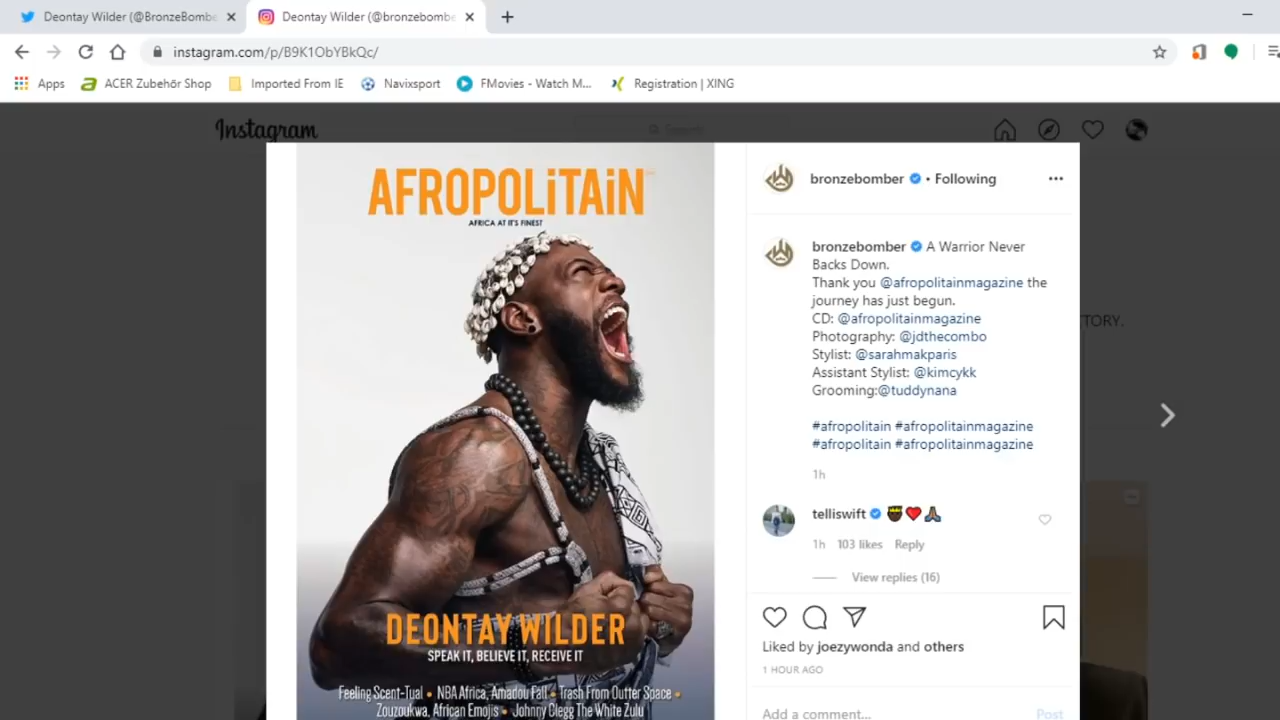 Deontay Wilder (@BronzeBombe
Deontay Wilder (@bronzebombe
instagram.com/p/B9K1ObYBkQc/
Apps
ACER Zubehör Shop
Imported From IE
Navixsport
FMovies - Watch M...
Registration | XING
Instagram
Search
TORY.
AFROPOLiTAiN
AFRICA AT IT'S FINEST
DEONTAY WILDER
SPEAK IT, BELIEVE IT, RECEIVE IT
Feeling Scent-Tual • NBA Africa, Amadou Fall • Trash From Outter Space •
Zouzoukwa, African Emojis • Johnny Clegg The White Zulu
bronzebomber • Following
bronzebomber A Warrior Never
Backs Down.
Thank you @afropolitainmagazine the
journey has just begun.
CD: @afropolitainmagazine
Photography: @jdthecombo
Stylist: @sarahmakparis
Assistant Stylist: @kimcykk
Grooming:@tuddynana
#afropolitain #afropolitainmagazine
#afropolitain #afropolitainmagazine
1h
telliswift
1h 103 likes Reply
View replies (16)
Liked by joezywonda and others
1 HOUR AGO
Add a comment...
Post